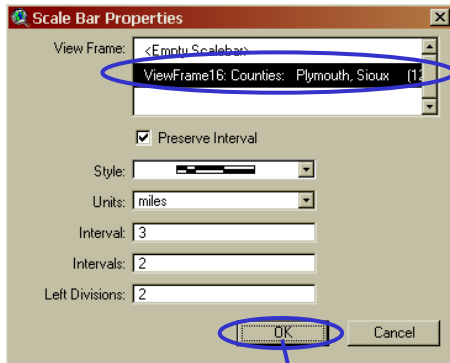 Scale Bar Properties
View Frame: <Empty Scalebar>
ViewFrame16: Counties: Plymouth, Sioux
Preserve Interval
Style:
Units: miles
Interval: 3
Intervals: 2
Left Divisions: 2
OK Cancel